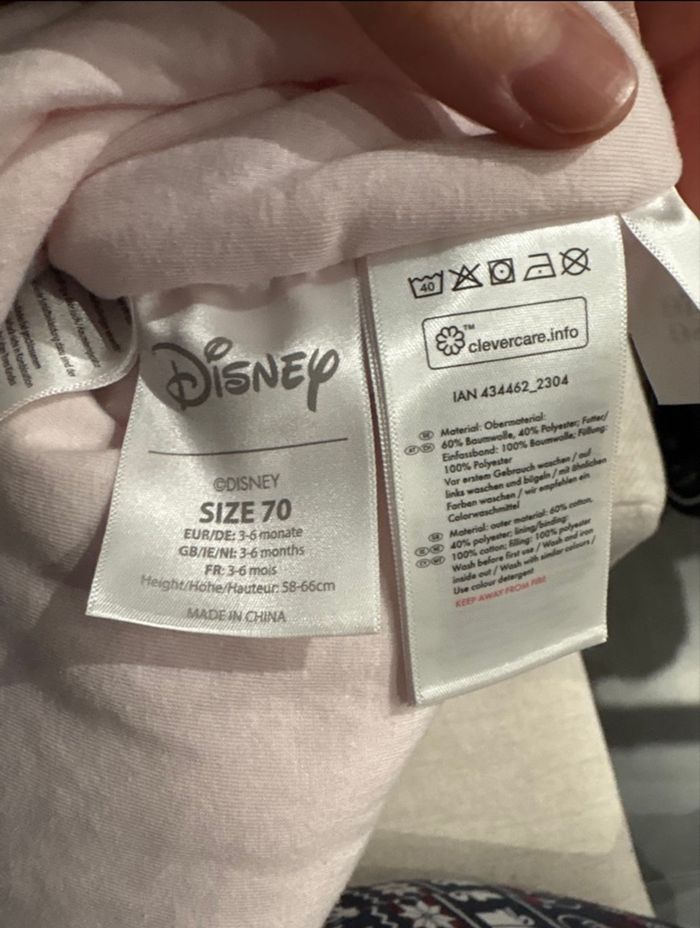 DISNEY
©DISNEY
SIZE 70
EUR/DE: 3-6 monate
GB/IE/NI: 3-6 months
FR: 3-6 mois
Height/Höhe/Hauteur: 58-66cm
MADE IN CHINA
40
clevercare.info
TM
IAN 434462_2304
Material: Obermaterial:
60% Baumwolle, 40% Polyester; Futter/
Einfassband: 100% Baumwolle; Füllung:
100% Polyester
Vor erstem Gebrauch waschen / auf
links waschen und bügeln / mit ähnlichen
Farben waschen / wir empfehlen ein
Colorwaschmittel
Material: outer material: 60% cotton,
40% polyester; lining/binding:
100% cotton; filling: 100% polyester
Wash before first use / Wash and iron
inside out / Wash with similar colours /
Use colour detergent
KEEP AWAY FROM FIRE